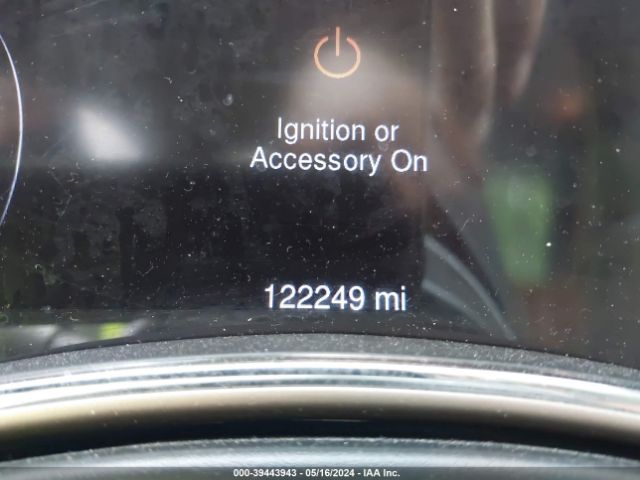 Ignition or
Accessory On
122249 mi
000-39443943 - 05/16/2024 - IAA Inc.